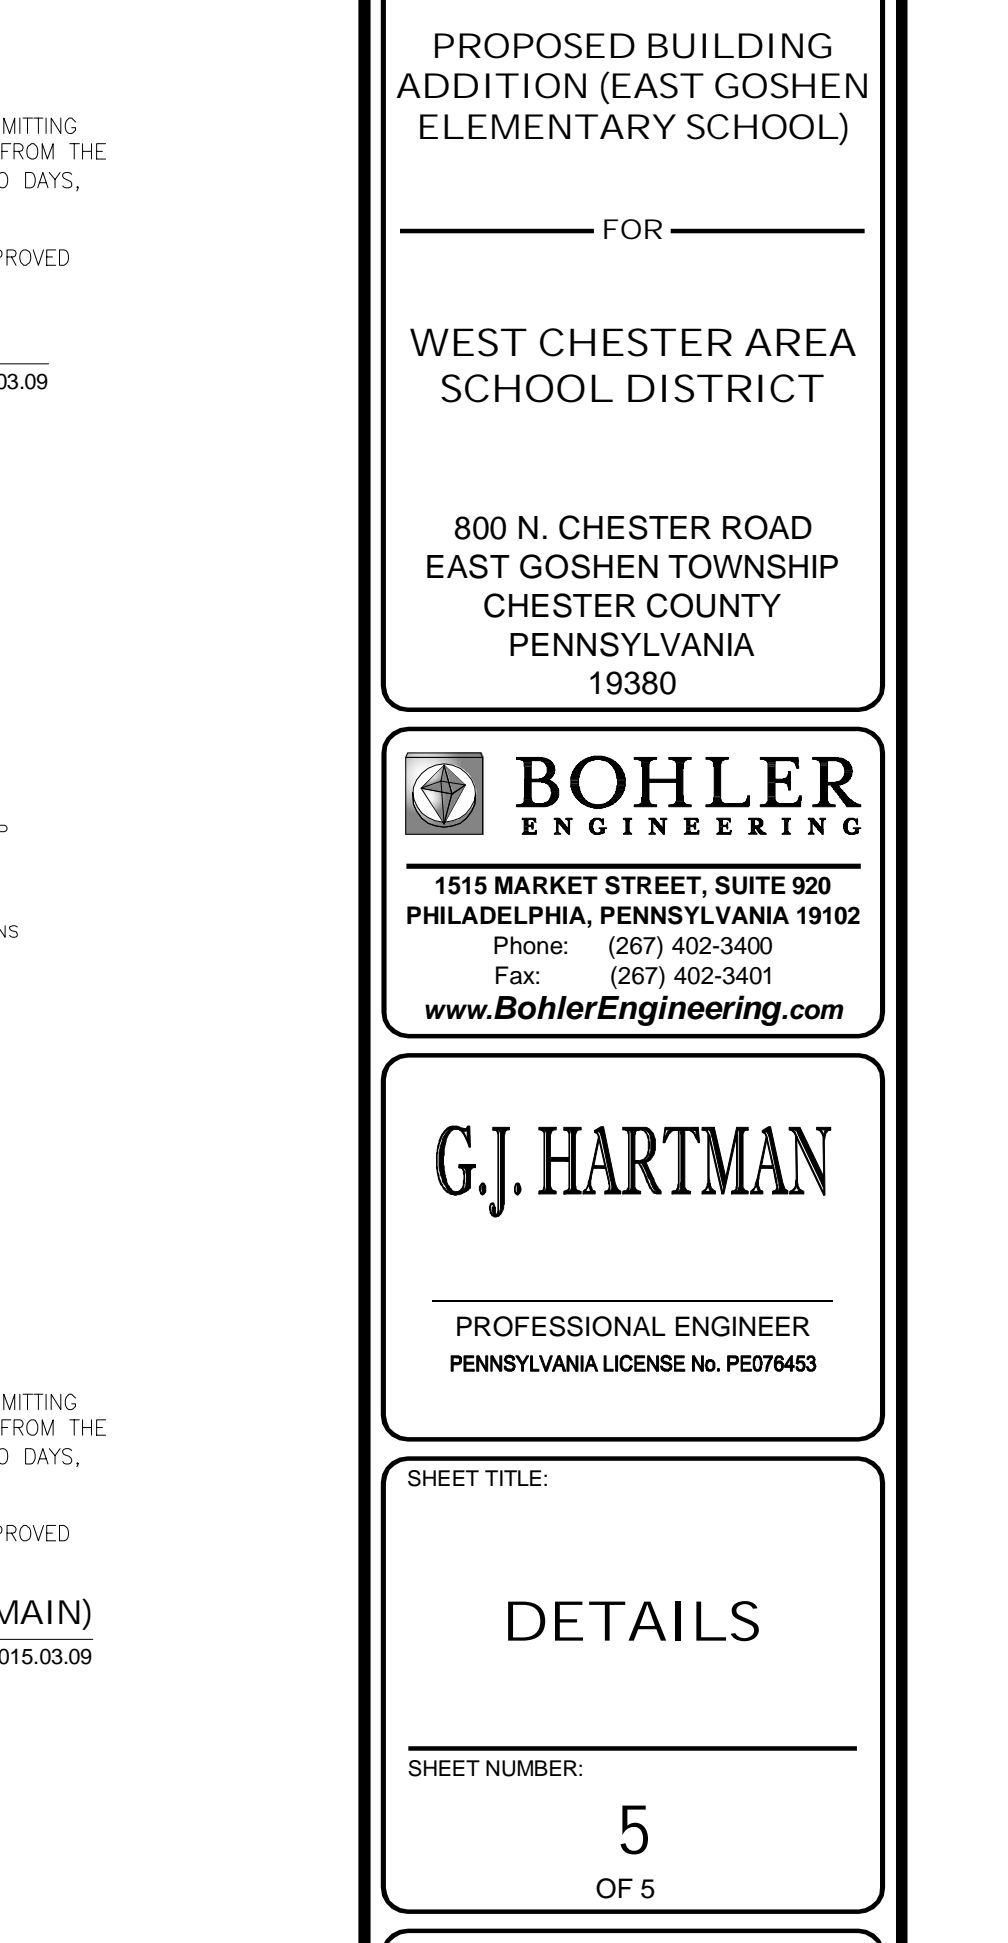 MITTING
FROM THE
DAYS,
PROVED
03.09
NS
MITTING
FROM THE
DAYS,
PROVED
MAIN)
015.03.09
PROPOSED BUILDING
ADDITION (EAST GOSHEN
ELEMENTARY SCHOOL)
FOR
WEST CHESTER AREA
SCHOOL DISTRICT
800 N. CHESTER ROAD
EAST GOSHEN TOWNSHIP
CHESTER COUNTY
PENNSYLVANIA
19380
BOHLER
ENGINEERING
1515 MARKET STREET, SUITE 920
PHILADELPHIA, PENNSYLVANIA 19102
Phone: (267) 402-3400
Fax: (267) 402-3401
www.BohlerEngineering.com
G.J. HARTMAN
PROFESSIONAL ENGINEER
PENNSYLVANIA LICENSE No. PE076453
SHEET TITLE:
DETAILS
SHEET NUMBER:
5
OF 5